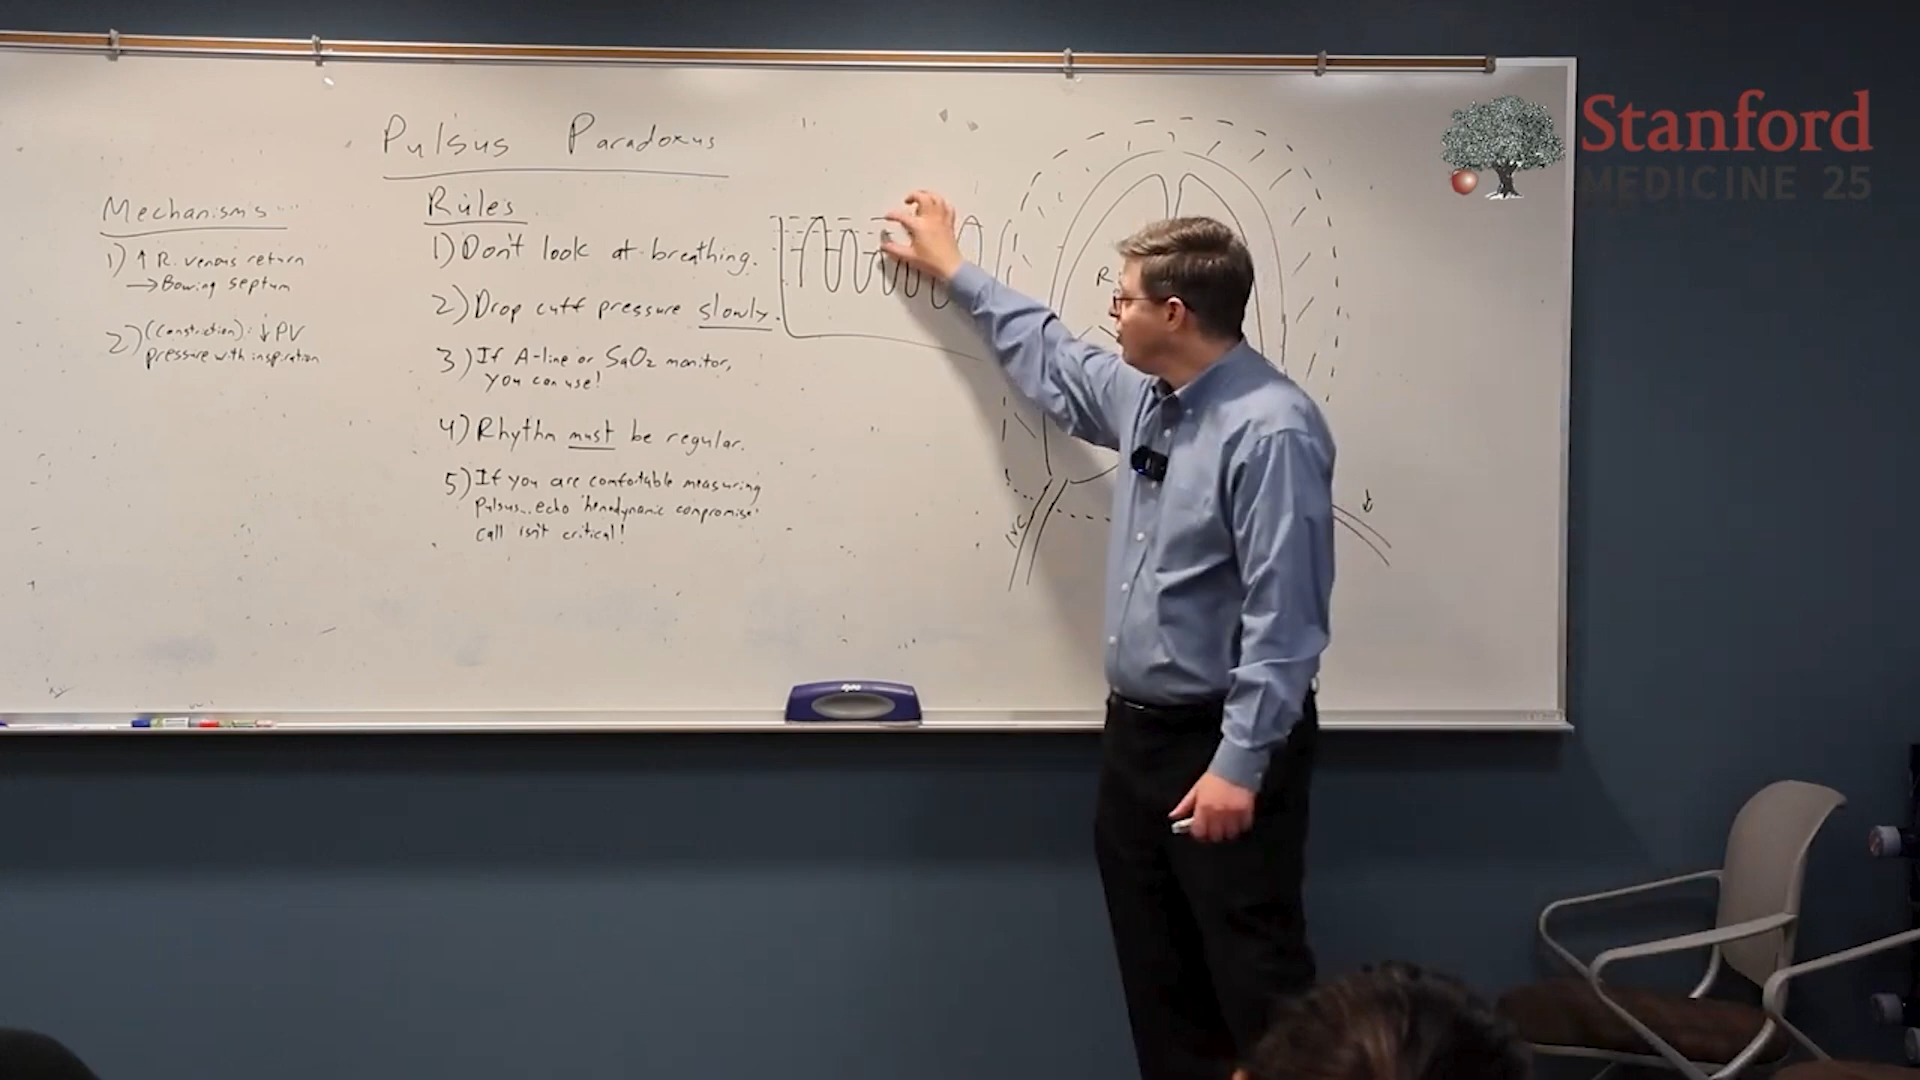 Pulsus Paradoxus
Mechanisms
1) ↑ R. venous return
→ Bowing septum
2) (Constriction): ↓ PV
pressure with inspiration
Rules
1) Don't look at breathing.
2) Drop cuff pressure slowly.
3) If A-line or SaO2 monitor,
you can use!
4) Rhythm must be regular.
5) If you are comfortable measuring
pulsus... echo "hemodynamic compromise"
call isn't critical!
R
IVC
↓
Stanford
MEDICINE 25